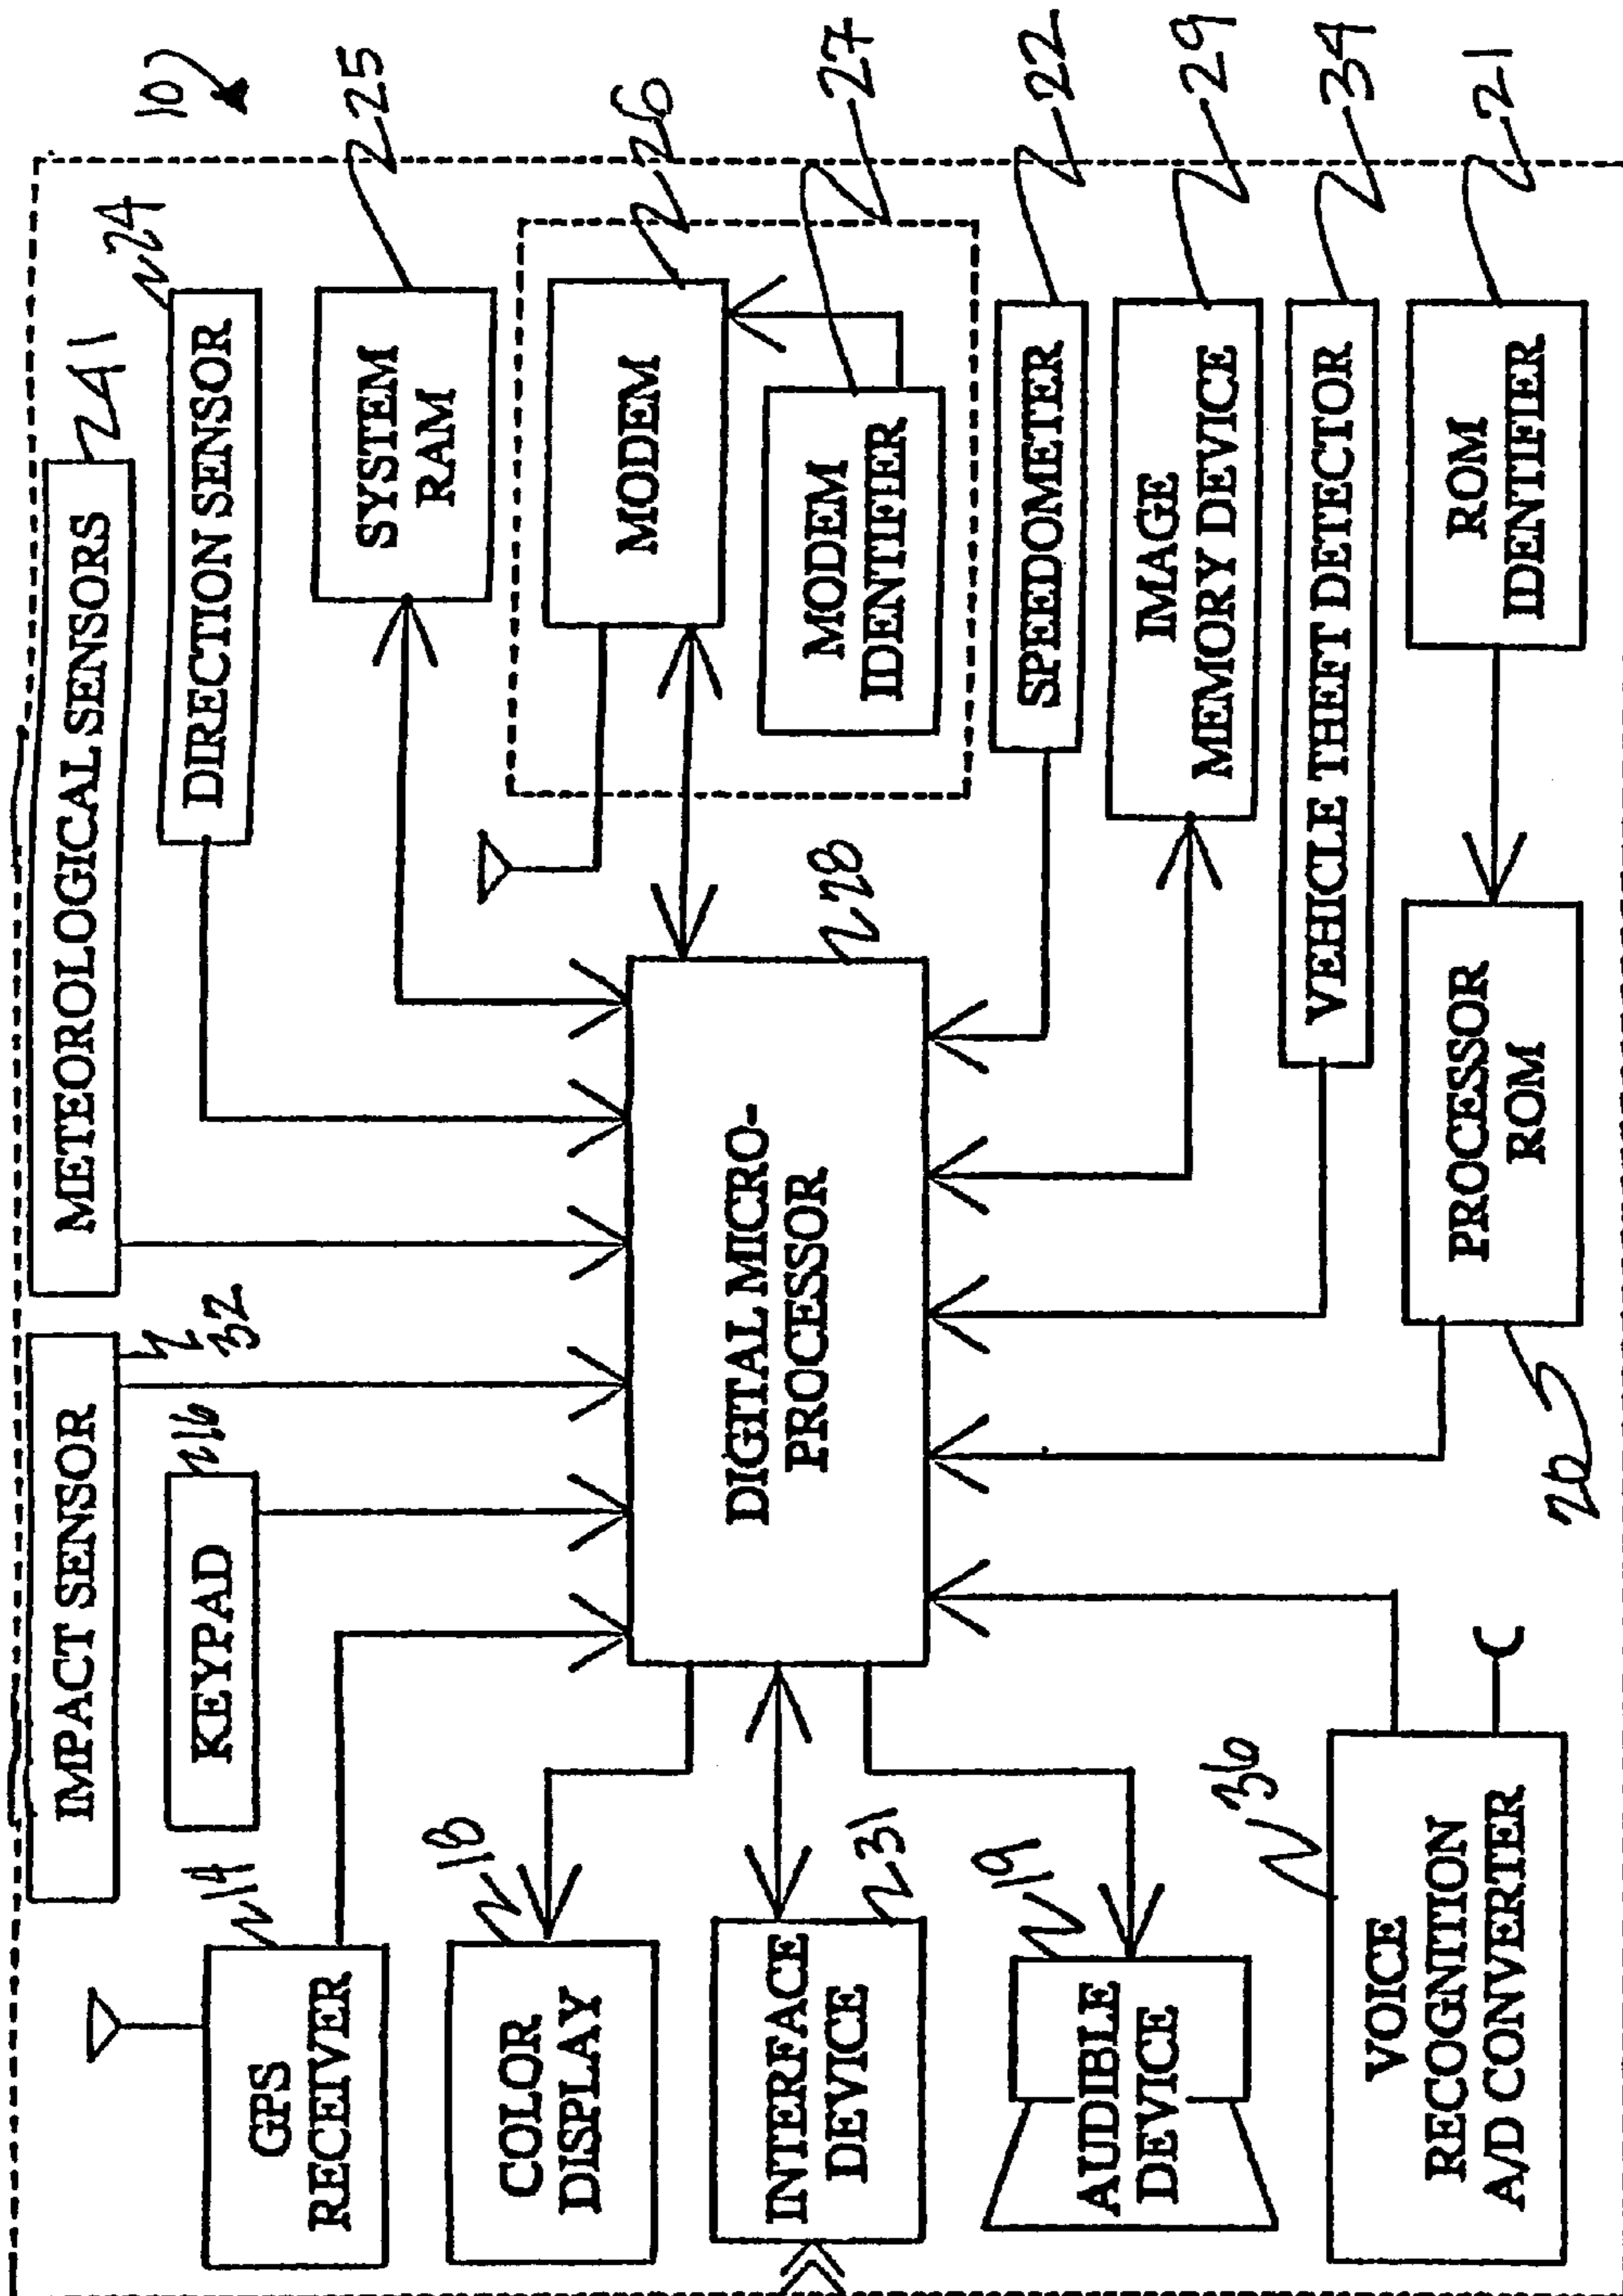 10
IMPACT SENSOR
32
METEOROLOGICAL SENSORS
41
KEYPAD
16
DIRECTION SENSOR
24
GPS
RECEIVER
14
SYSTEM
RAM
25
COLOR
DISPLAY
18
MODEM
26
INTERFACE
DEVICE
31
DIGITAL MICRO-
PROCESSOR
28
MODEM
IDENTIFIER
27
AUDIBLE
DEVICE
19
SPEEDOMETER
22
IMAGE
MEMORY DEVICE
29
VEHICLE THEFT DETECTOR
34
VOICE
RECOGNITION
A/D CONVERTER
36
PROCESSOR
ROM
20
ROM
IDENTIFIER
21